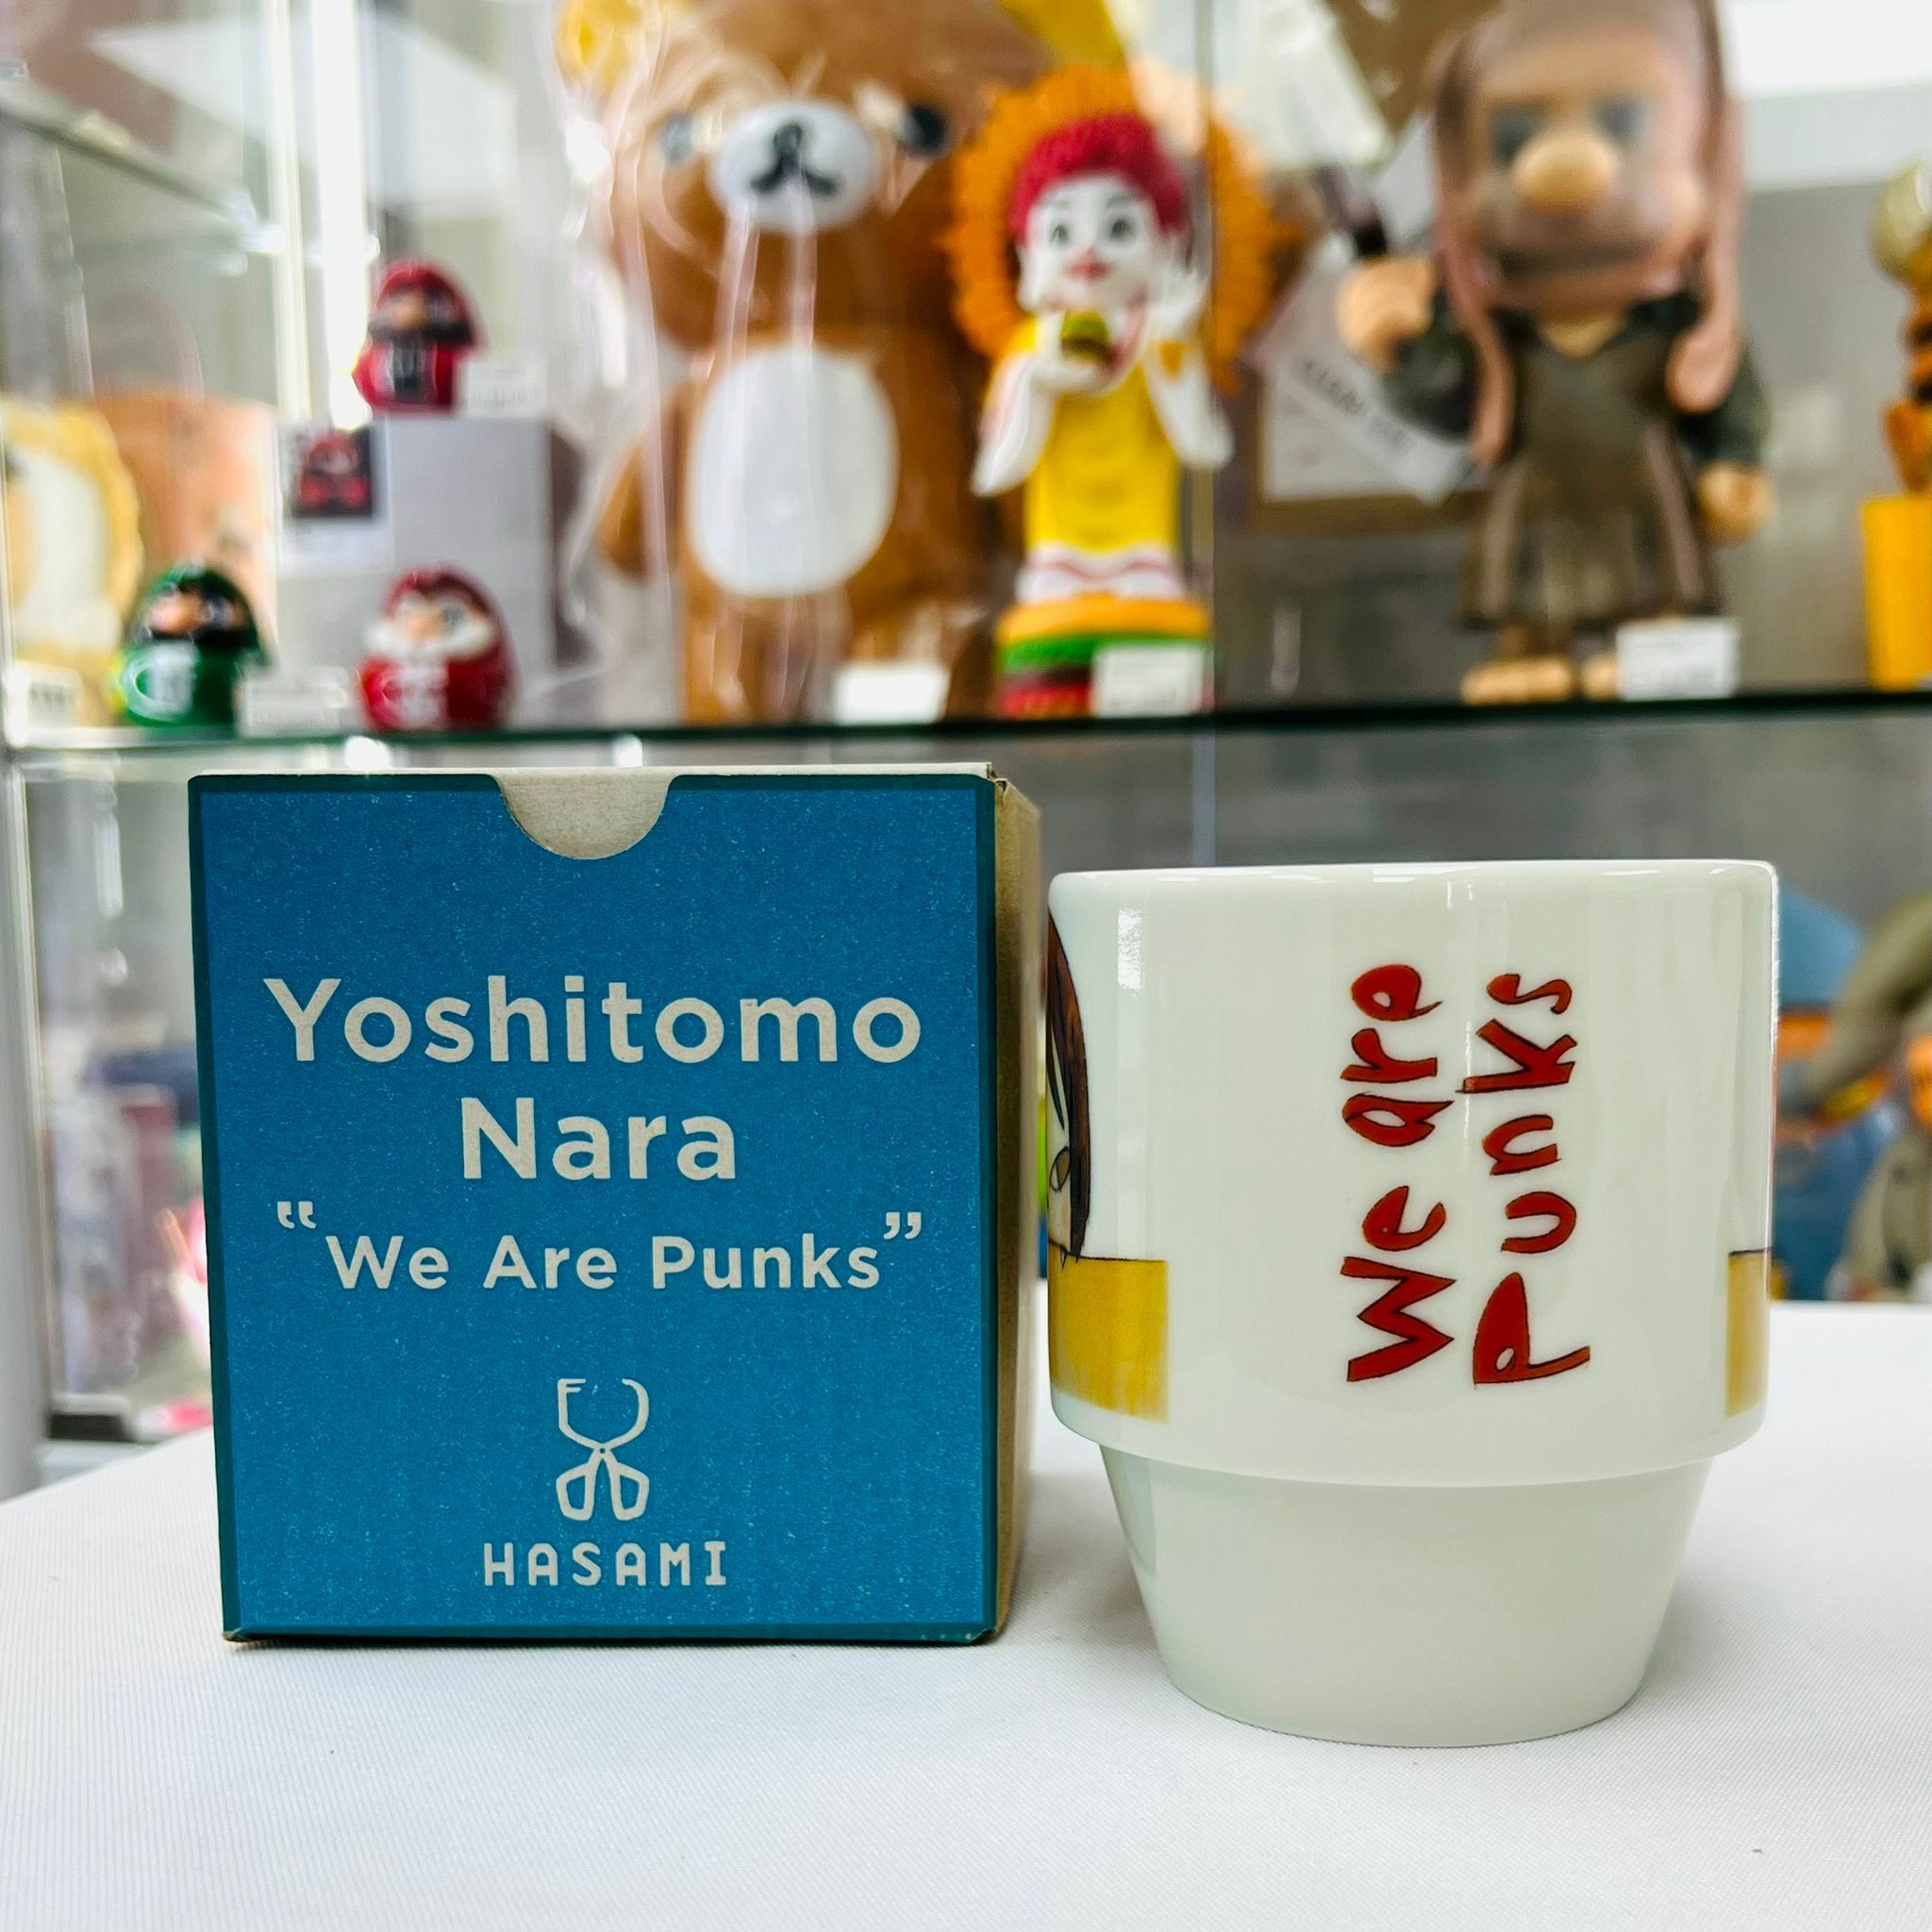 Yoshitomo
Nara
“We Are Punks”
HASAMI
We are
Punks